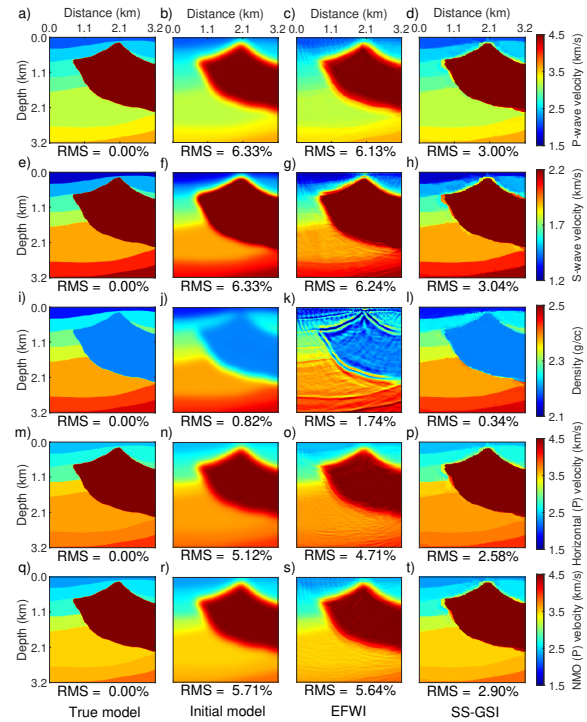 Distance (km) Distance (km) Distance (km) Distance (km)
a) 0.0 1.1 2.1 3.2 b) 0.0 1.1 2.1 3.2 c) 0.0 1.1 2.1 3.2 d) 0.0 1.1 2.1 3.2
0.0
1.1
2.1
3.2
Depth (km)
RMS = 0.00% RMS = 6.33% RMS = 6.13% RMS = 3.00%
4.5
3.5
2.5
1.5
P-wave velocity (km/s)
e) f) g) h)
0.0
1.1
2.1
3.2
Depth (km)
RMS = 0.00% RMS = 6.33% RMS = 6.24% RMS = 3.04%
2.2
1.8
1.6
1.2
S-wave velocity (km/s)
i) j) k) l)
0.0
1.1
2.1
3.2
Depth (km)
RMS = 0.00% RMS = 0.82% RMS = 1.74% RMS = 0.34%
2.5
2.3
2.2
2.1
Density (g/cc)
m) n) o) p)
0.0
1.1
2.1
3.2
Depth (km)
RMS = 0.00% RMS = 5.12% RMS = 4.71% RMS = 2.58%
4.5
3.5
2.5
1.5
Horizontal (P) velocity (km/s)
q) r) s) t)
0.0
1.1
2.1
3.2
Depth (km)
RMS = 0.00% RMS = 5.71% RMS = 5.64% RMS = 2.90%
4.5
3.5
2.5
1.5
NMO (P) velocity (km/s)
True model Initial model EFWI SS-GSI